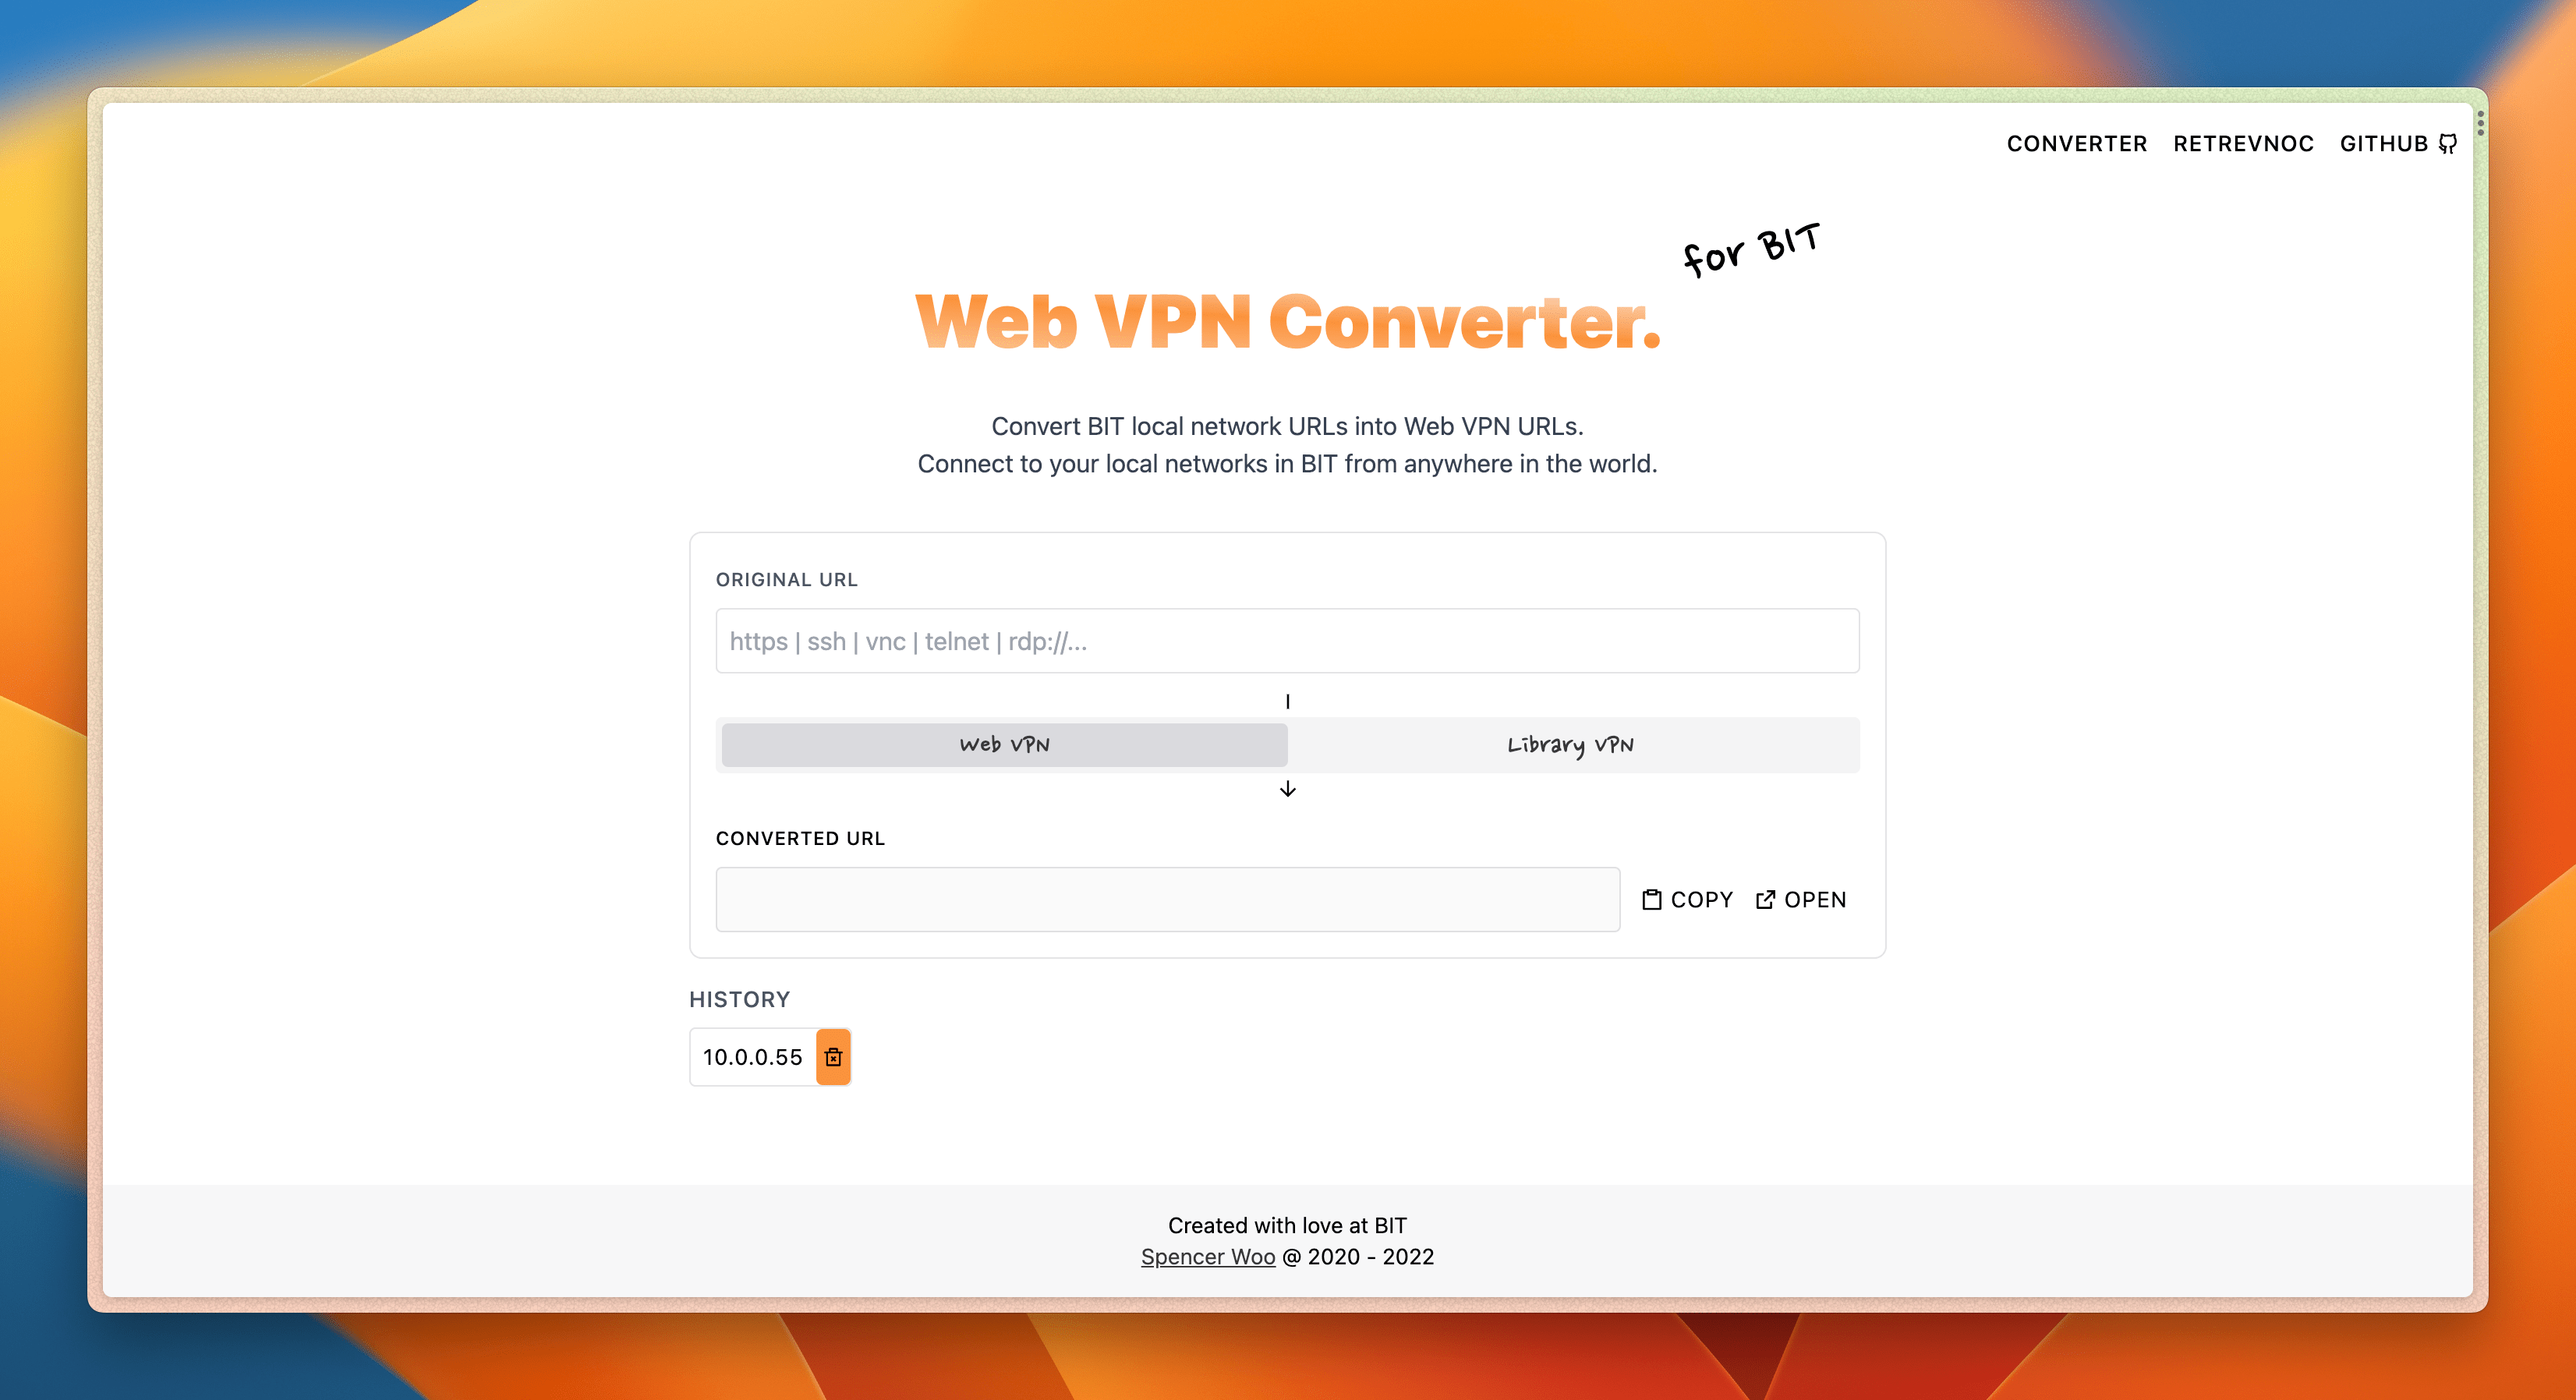 CONVERTER RETREVNOC GITHUB
for BIT
Web VPN Converter.
Convert BIT local network URLs into Web VPN URLs.
Connect to your local networks in BIT from anywhere in the world.
ORIGINAL URL
https | ssh | vnc | telnet | rdp://...
Web VPN Library VPN
CONVERTED URL
COPY OPEN
HISTORY
10.0.0.55
Created with love at BIT
Spencer Woo @ 2020 - 2022